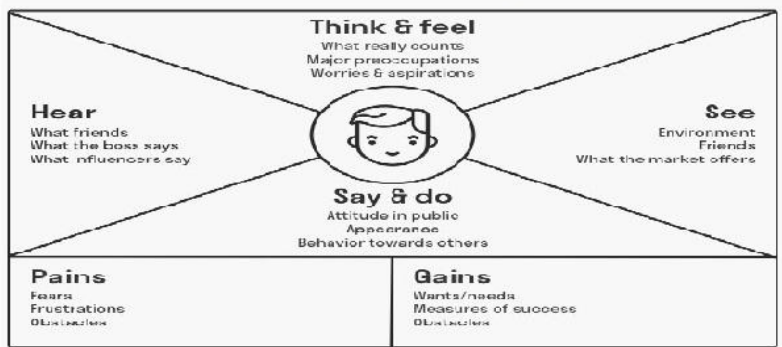 Think & feel
What really counts
Major preoccupations
Worries & aspirations
Hear
What friends
What the boss says
What influencers say
See
Environment
Friends
What the market offers
Say & do
Attitude in public
Appearance
Behavior towards others
Pains
Fears
Frustrations
Obstacles
Gains
Wants/needs
Measures of success
Obstacles